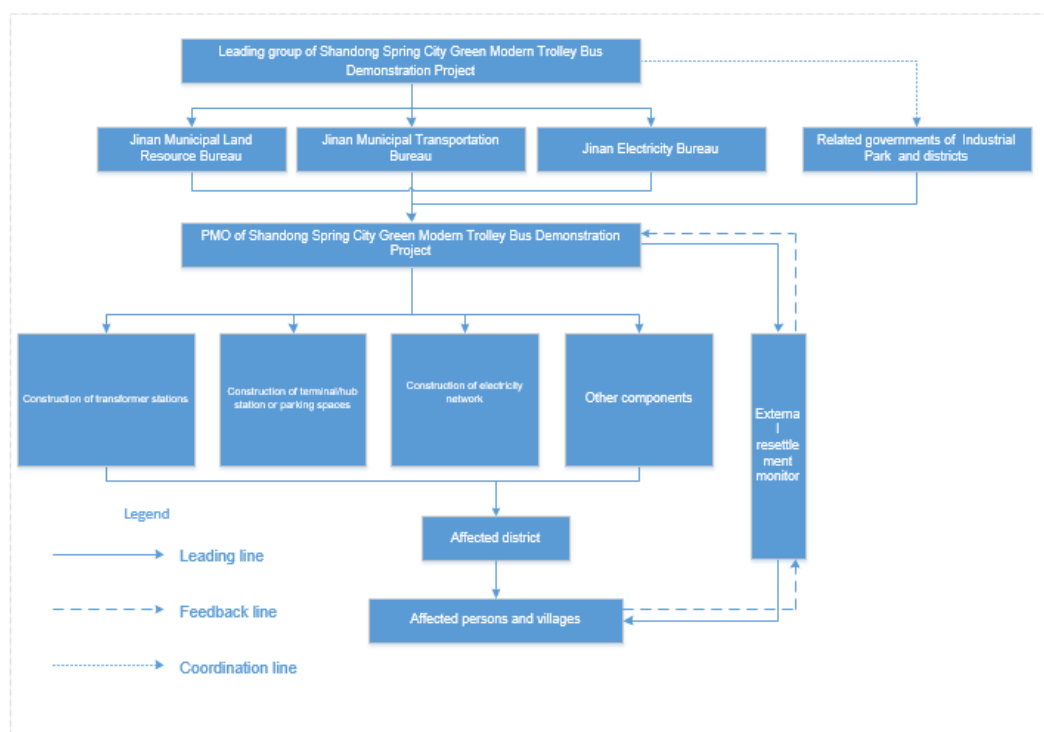 Leading group of Shandong Spring City Green Modern Trolley Bus
Demonstration Project
Jinan Municipal Land
Resource Bureau
Jinan Municipal Transportation
Bureau
Jinan Electricity Bureau
Related governments of Industrial
Park and districts
PMO of Shandong Spring City Green Modern Trolley Bus Demonstration
Project
Construction of transformer stations
Construction of terminal/hub
station or parking spaces
Construction of electricity
network
Other components
Externa
l
resettle
ment
monitor
Legend
Affected district
Leading line
Feedback line
Affected persons and villages
Coordination line